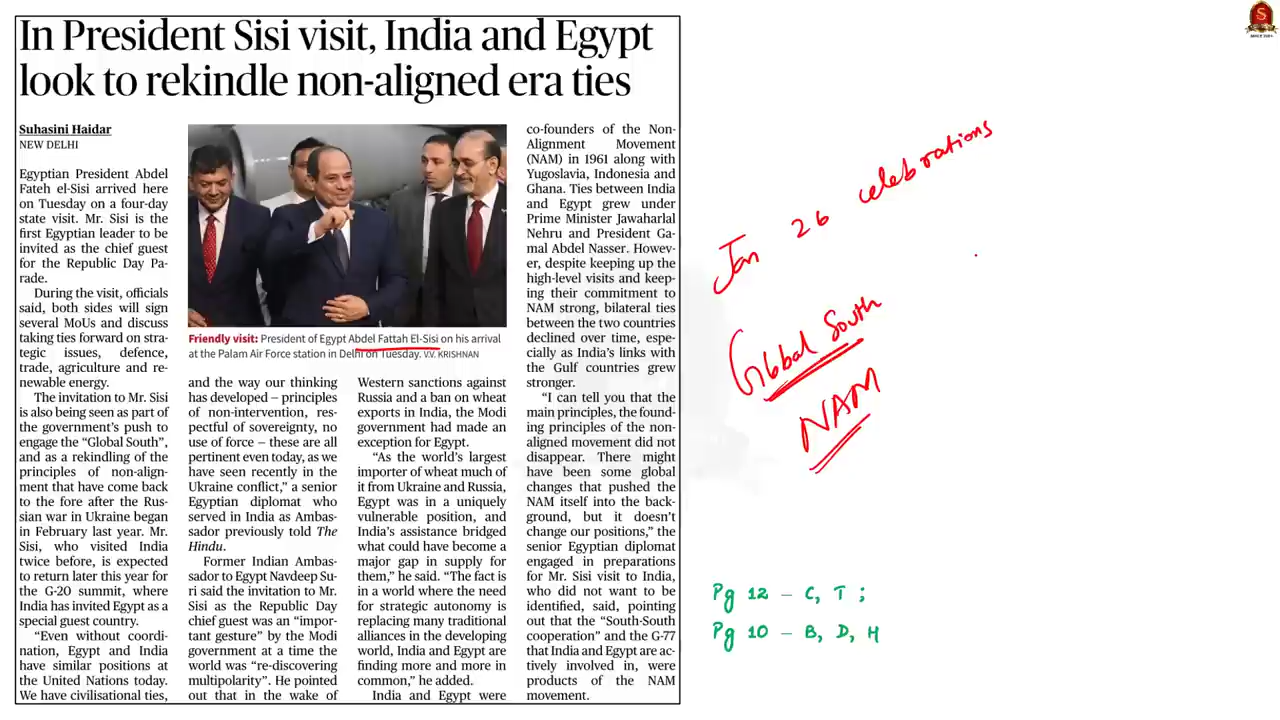 In President Sisi visit, India and Egypt
look to rekindle non-aligned era ties
Suhasini Haidar
NEW DELHI
Egyptian President Abdel
Fateh el-Sisi arrived here
on Tuesday on a four-day
state visit. Mr. Sisi is the
first Egyptian leader to be
invited as the chief guest
for the Republic Day Pa-
rade.
During the visit, officials
said, both sides will sign
several MoUs and discuss
taking ties forward on stra-
tegic issues, defence,
trade, agriculture and re-
newable energy.
The invitation to Mr. Sisi
is also being seen as part of
the government's push to
engage the “Global South”,
and as a rekindling of the
principles of non-align-
ment that have come back
to the fore after the Rus-
sian war in Ukraine began
in February last year. Mr.
Sisi, who visited India
twice before, is expected
to return later this year for
the G-20 summit, where
India has invited Egypt as a
special guest country.
“Even without coordi-
nation, Egypt and India
have similar positions at
the United Nations today.
We have civilisational ties,
Friendly visit: President of Egypt Abdel Fattah El-Sisi on his arrival
at the Palam Air Force station in Delhi on Tuesday. V.V. KRISHNAN
and the way our thinking
has developed – principles
of non-intervention, res-
pectful of sovereignty, no
use of force – these are all
pertinent even today, as we
have seen recently in the
Ukraine conflict,” a senior
Egyptian diplomat who
served in India as Ambas-
sador previously told The
Hindu.
Former Indian Ambas-
sador to Egypt Navdeep Su-
ri said the invitation to Mr.
Sisi as the Republic Day
chief guest was an “impor-
tant gesture” by the Modi
government at a time the
world was “re-discovering
multipolarity”. He pointed
out that in the wake of
Western sanctions against
Russia and a ban on wheat
exports in India, the Modi
government had made an
exception for Egypt.
“As the world's largest
importer of wheat much of
it from Ukraine and Russia,
Egypt was in a uniquely
vulnerable position, and
India's assistance bridged
what could have become a
major gap in supply for
them,” he said. “The fact is
in a world where the need
for strategic autonomy is
replacing many traditional
alliances in the developing
world, India and Egypt are
finding more and more in
common,” he added.
India and Egypt were
co-founders of the Non-
Alignment Movement
(NAM) in 1961 along with
Yugoslavia, Indonesia and
Ghana. Ties between India
and Egypt grew under
Prime Minister Jawaharlal
Nehru and President Ga-
mal Abdel Nasser. Howev-
er, despite keeping up the
high-level visits and keep-
ing their commitment to
NAM strong, bilateral ties
between the two countries
declined over time, espe-
cially as India's links with
the Gulf countries grew
stronger.
“I can tell you that the
main principles, the found-
ing principles of the non-
aligned movement did not
disappear. There might
have been some global
changes that pushed the
NAM itself into the back-
ground, but it doesn't
change our positions,” the
senior Egyptian diplomat
engaged in preparations
for Mr. Sisi visit to India,
who did not want to be
identified, said, pointing
out that the “South-South
cooperation” and the G-77
that India and Egypt are ac-
tively involved in, were
products of the NAM
movement.
Jan 26 celebrations
Global South
NAM
Pg 12 – C, T ;
Pg 10 – B, D, H
S